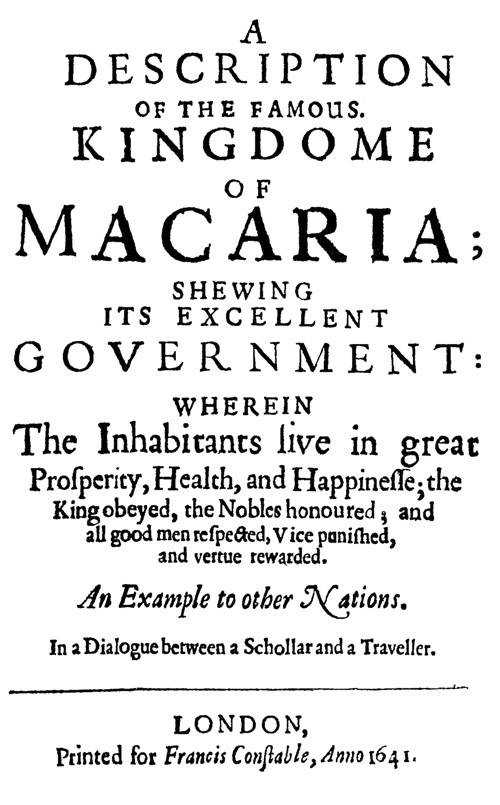 A
DESCRIPTION
OF THE FAMOUS.
KINGDOME
OF
MACARIA;
SHEWING
ITS EXCELLENT
GOVERNMENT:
WHEREIN
The Inhabitants live in great
Proſperity, Health, and Happineſſe; the
King obeyed, the Nobles honoured; and
all good men reſpected, Vice puniſhed,
and vertue rewarded.
An Example to other Nations.
In a Dialogue between a Schollar and a Traveller.
LONDON,
Printed for Francis Conſtable, Anno 1641.